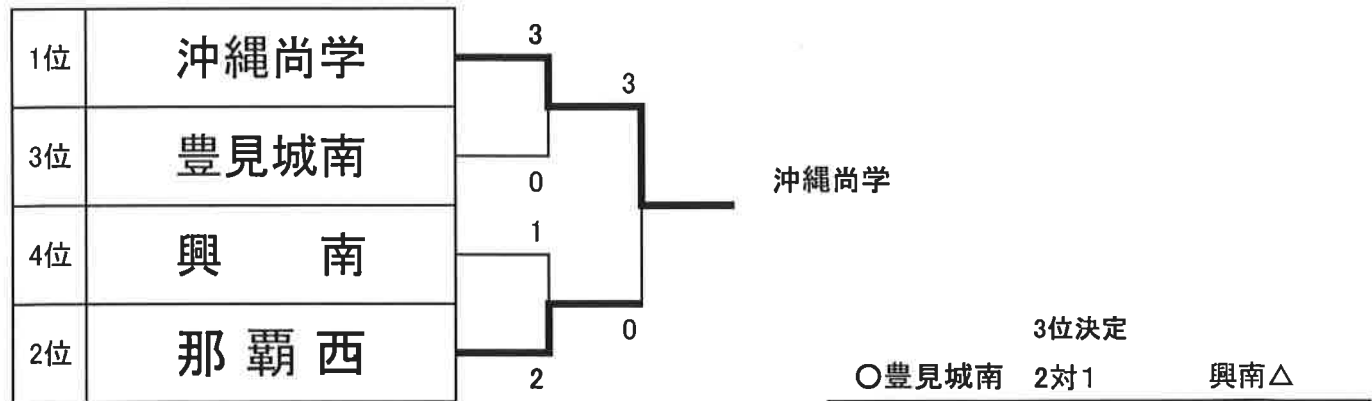 1位 沖縄尚学 3
3
3位 豊見城南 0
沖縄尚学
4位 興 南 1
0
2位 那覇西 2
3位決定
〇豊見城南 2対1 興南△